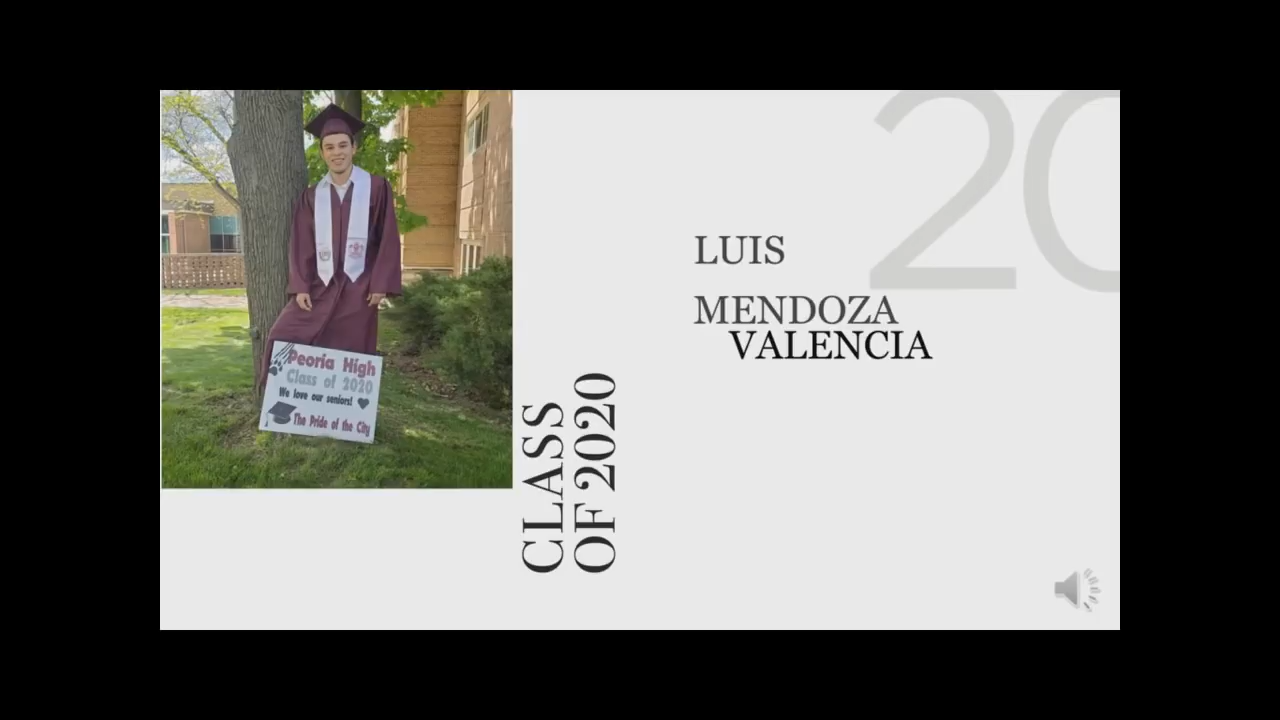 Peoria High
Class of 2020
We love our seniors!
The Pride of the City
CLASS
OF 2020
20
LUIS
MENDOZA
VALENCIA